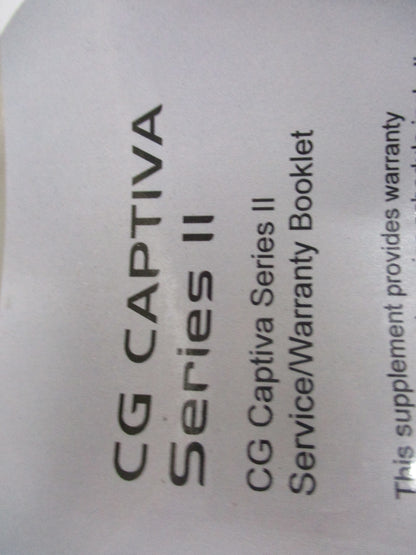 CG CAPTIVA
Series II
CG Captiva Series II
Service/Warranty Booklet
This supplement provides warranty